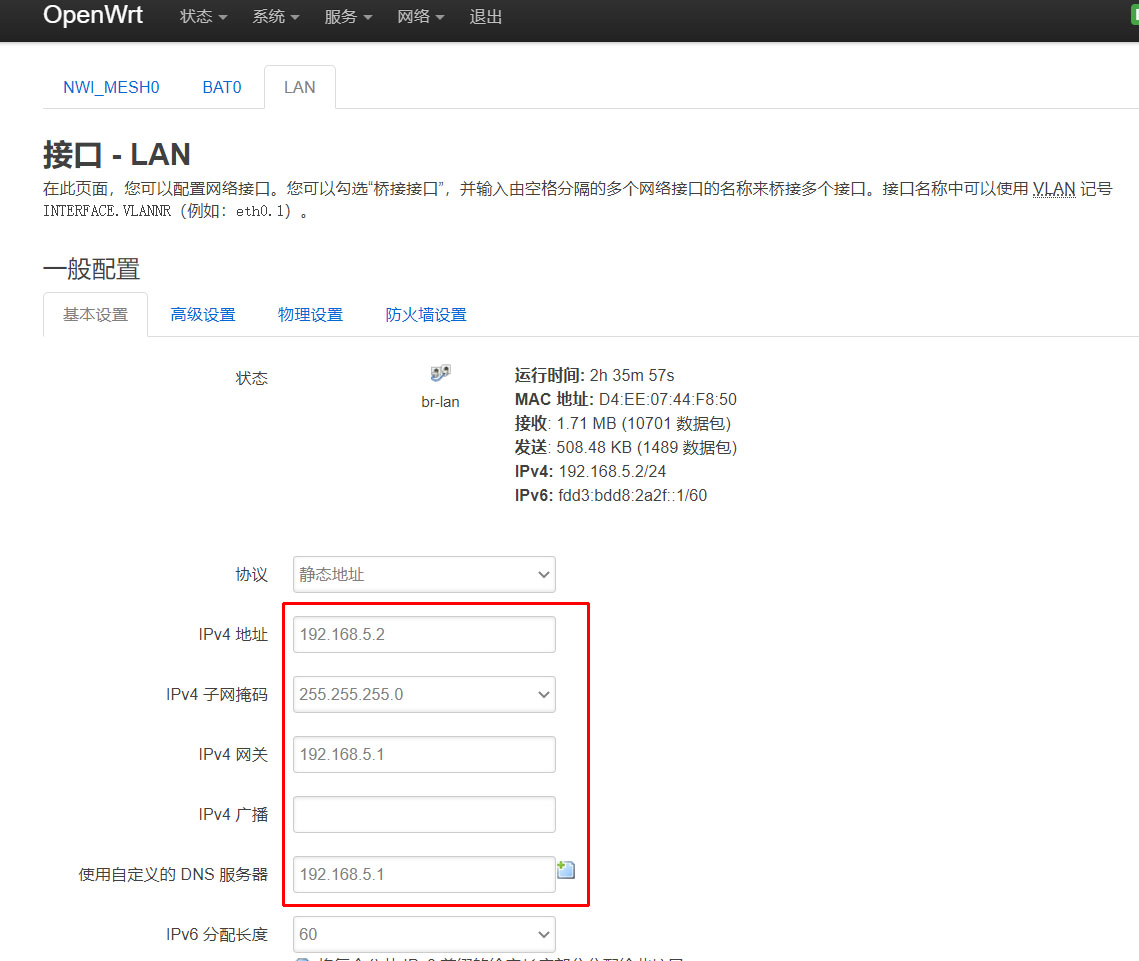 OpenWrt 状态 系统 服务 网络 退出
NWI_MESH0 BAT0 LAN
接口 - LAN
在此页面，您可以配置网络接口。您可以勾选“桥接接口”，并输入由空格分隔的多个网络接口的名称来桥接多个接口。接口名称中可以使用 VLAN 记号
INTERFACE.VLANNR（例如：eth0.1）。
一般配置
基本设置 高级设置 物理设置 防火墙设置
状态
br-lan
运行时间: 2h 35m 57s
MAC 地址: D4:EE:07:44:F8:50
接收: 1.71 MB (10701 数据包)
发送: 508.48 KB (1489 数据包)
IPv4: 192.168.5.2/24
IPv6: fdd3:bdd8:2a2f::1/60
协议 静态地址
IPv4 地址 192.168.5.2
IPv4 子网掩码 255.255.255.0
IPv4 网关 192.168.5.1
IPv4 广播
使用自定义的 DNS 服务器 192.168.5.1
IPv6 分配长度 60